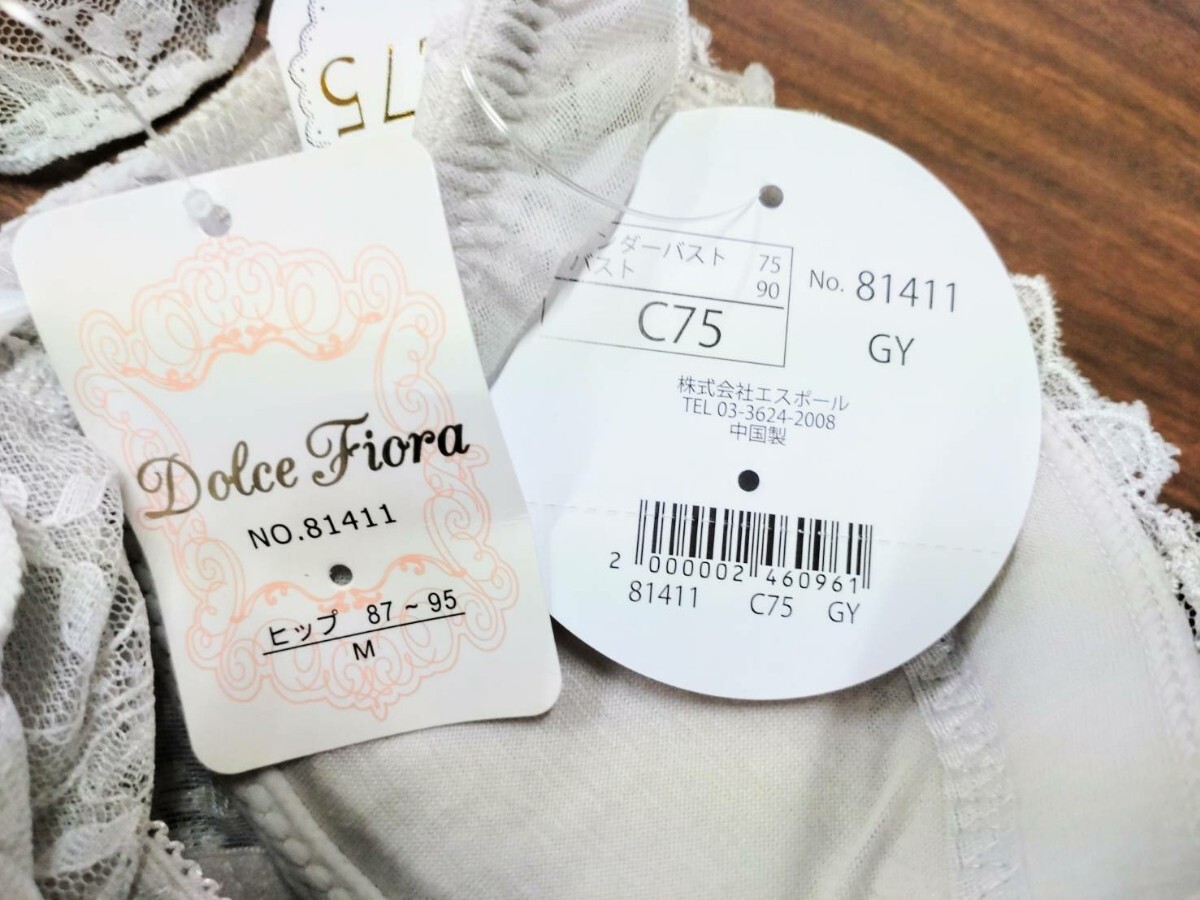 75
Dolce Fiora
NO.81411
ヒップ 87～95
M
ンダーバスト 75
バスト 90
C75
No. 81411
GY
株式会社エスポール
TEL 03-3624-2008
中国製
2 000002 460961
81411 C75 GY